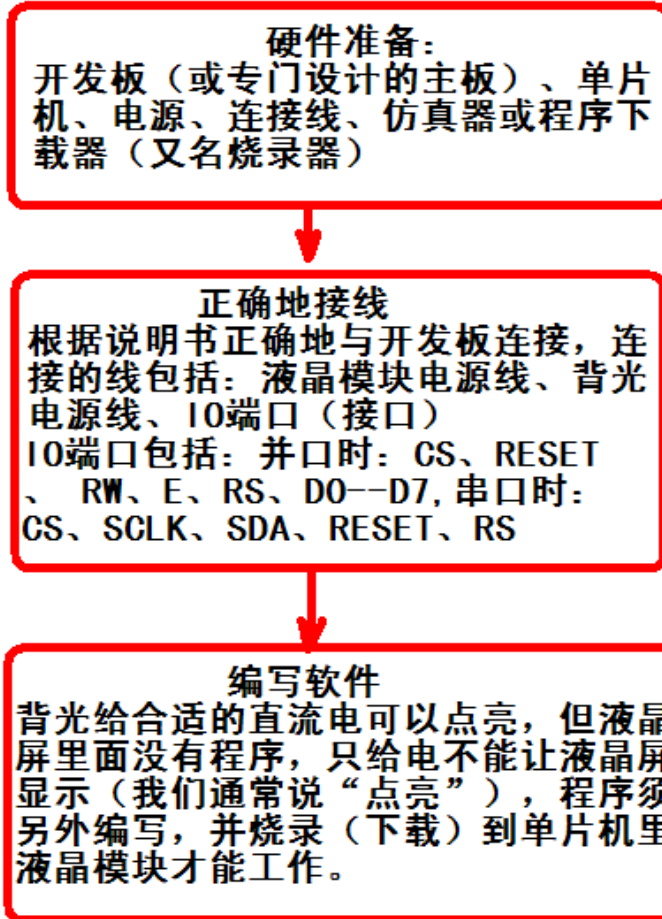 硬件准备:
开发板（或专门设计的主板）、单片
机、电源、连接线、仿真器或程序下
载器（又名烧录器）
正确地接线
根据说明书正确地与开发板连接，连
接的线包括: 液晶模块电源线、背光
电源线、IO端口（接口）
IO端口包括: 并口时: CS、RESET
、 RW、E、RS、D0--D7,串口时:
CS、SCLK、SDA、RESET、RS
编写软件
背光给合适的直流电可以点亮，但液晶
屏里面没有程序，只给电不能让液晶屏
显示（我们通常说“点亮”），程序须
另外编写，并烧录（下载）到单片机里
液晶模块才能工作。